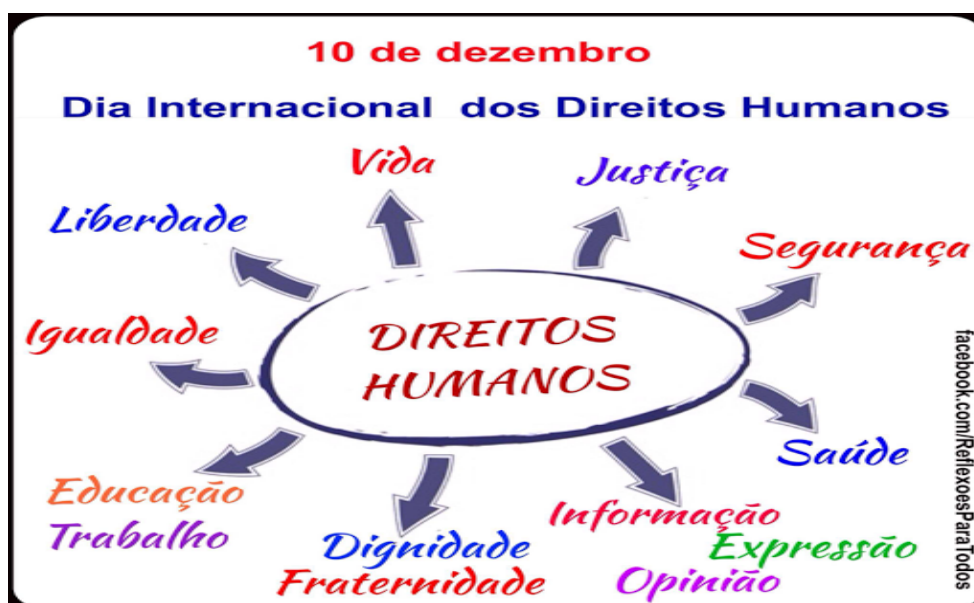 10 de dezembro
Dia Internacional dos Direitos Humanos
Vida
Justiça
Liberdade
Segurança
Igualdade
DIREITOS
HUMANOS
Saúde
Educação
Trabalho
Dignidade
Fraternidade
Informação
Expressão
Opinião
facebook.com/ReflexoesParaTodos